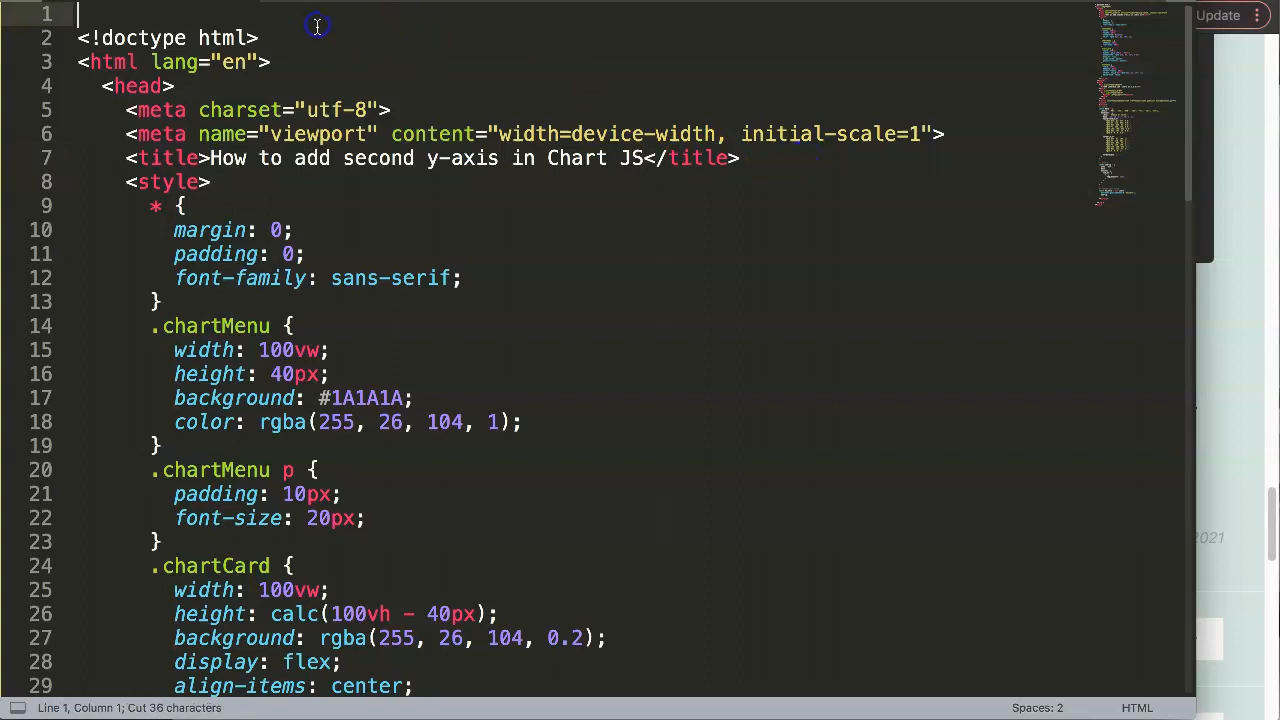 Update
1
2 <!doctype html>
3 <html lang="en">
4 <head>
5 <meta charset="utf-8">
6 <meta name="viewport" content="width=device-width, initial-scale=1">
7 <title>How to add second y-axis in Chart JS</title>
8 <style>
9 * {
10 margin: 0;
11 padding: 0;
12 font-family: sans-serif;
13 }
14 .chartMenu {
15 width: 100vw;
16 height: 40px;
17 background: #1A1A1A;
18 color: rgba(255, 26, 104, 1);
19 }
20 .chartMenu p {
21 padding: 10px;
22 font-size: 20px;
23 }
24 .chartCard {
25 width: 100vw;
26 height: calc(100vh - 40px);
27 background: rgba(255, 26, 104, 0.2);
28 display: flex;
29 align-items: center;
2021
Line 1, Column 1; Cut 36 characters
Spaces: 2
HTML